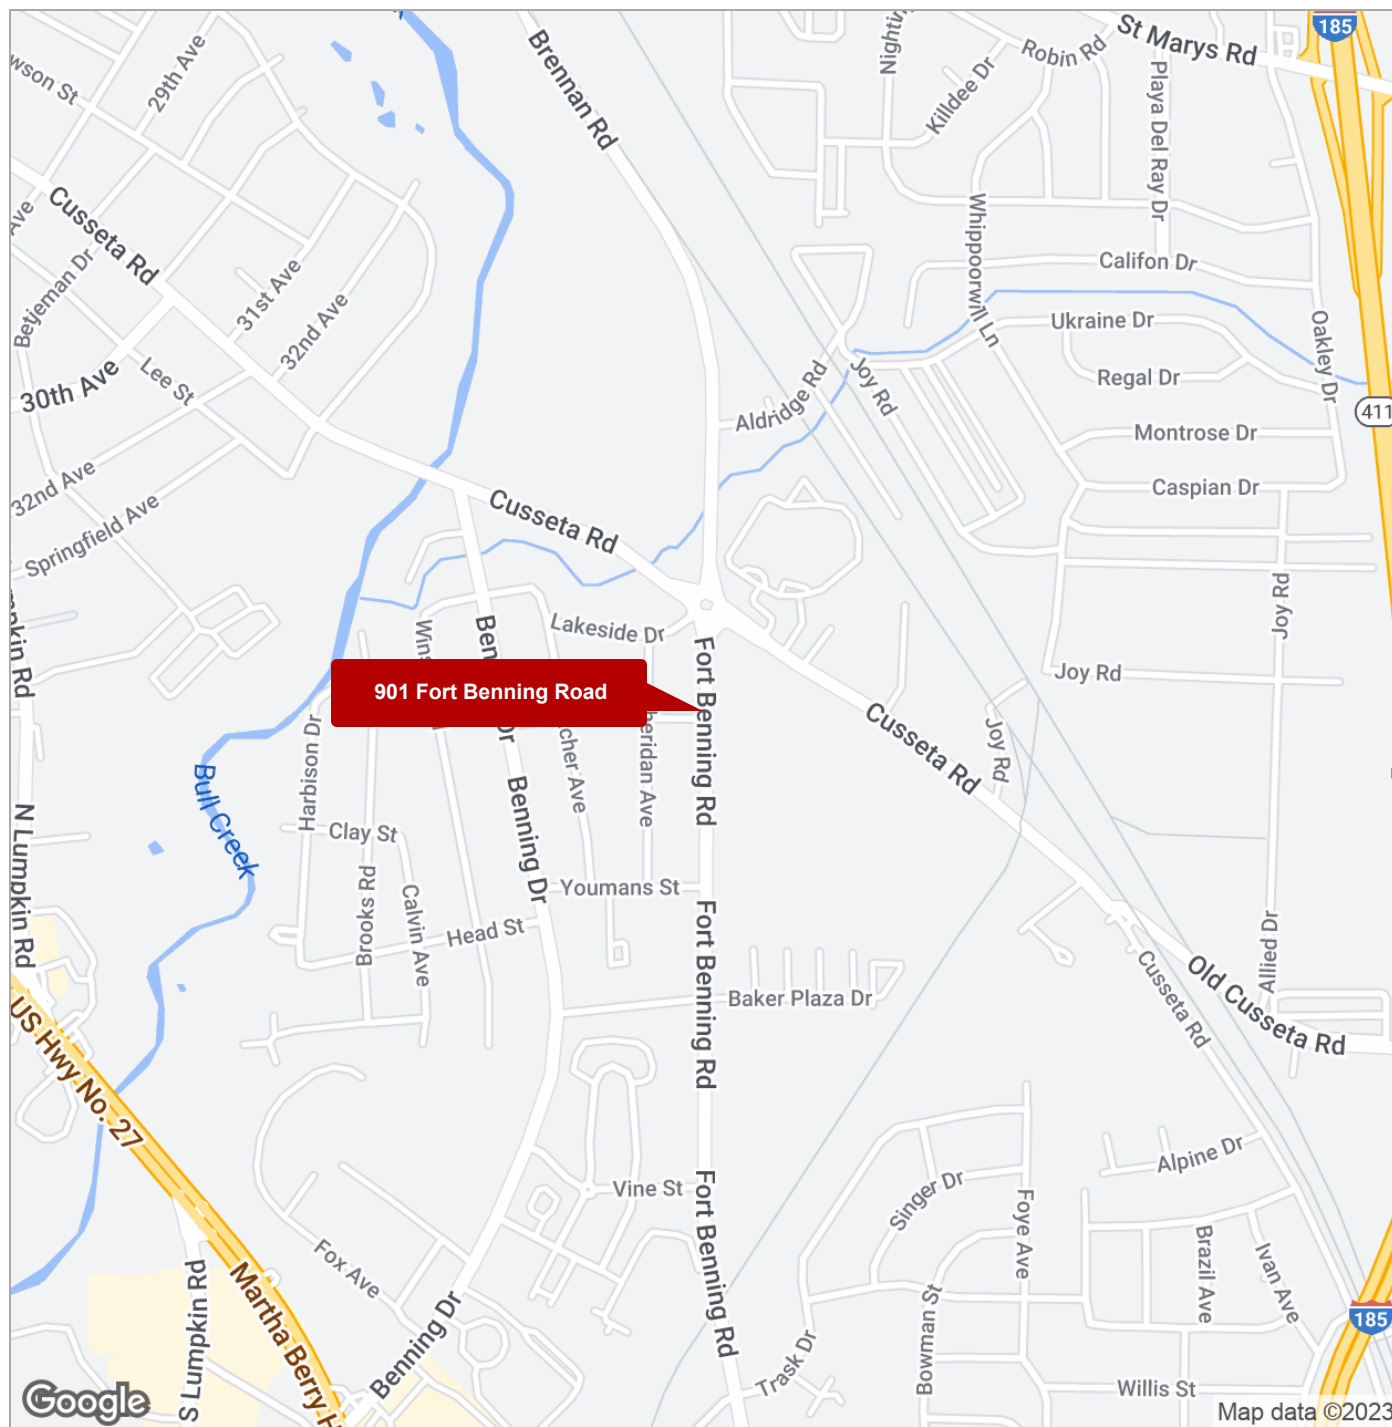 185
St Marys Rd
Brennan Rd
Robin Rd
Killdee Dr
Playa Del Ray Dr
29th Ave
Cusseta Rd
Whippoorwill Ln
Califon Dr
Betjeman Dr
31st Ave
32nd Ave
Ukraine Dr
Oakley Dr
30th Ave
Lee St
Aldridge Rd
Joy Rd
Regal Dr
411
Montrose Dr
32nd Ave
Caspian Dr
Springfield Ave
Cusseta Rd
Joy Rd
Lakeside Dr
Fort Benning Rd
901 Fort Benning Road
Joy Rd
Harbison Dr
Cusseta Rd
Joy Rd
Bull Creek
N Lumpkin Rd
Clay St
Benning Dr
Brooks Rd
Calvin Ave
Youmans St
Head St
Fort Benning Rd
Allied Dr
Cusseta Rd
Old Cusseta Rd
Baker Plaza Dr
US Hwy No. 27
Alpine Dr
Vine St
Fort Benning Rd
Singer Dr
Foye Ave
Brazil Ave
Ivan Ave
Fox Ave
S Lumpkin Rd
Martha Berry H
Benning Dr
Bowman St
185
Trask Dr
Willis St
Google
Map data ©2023